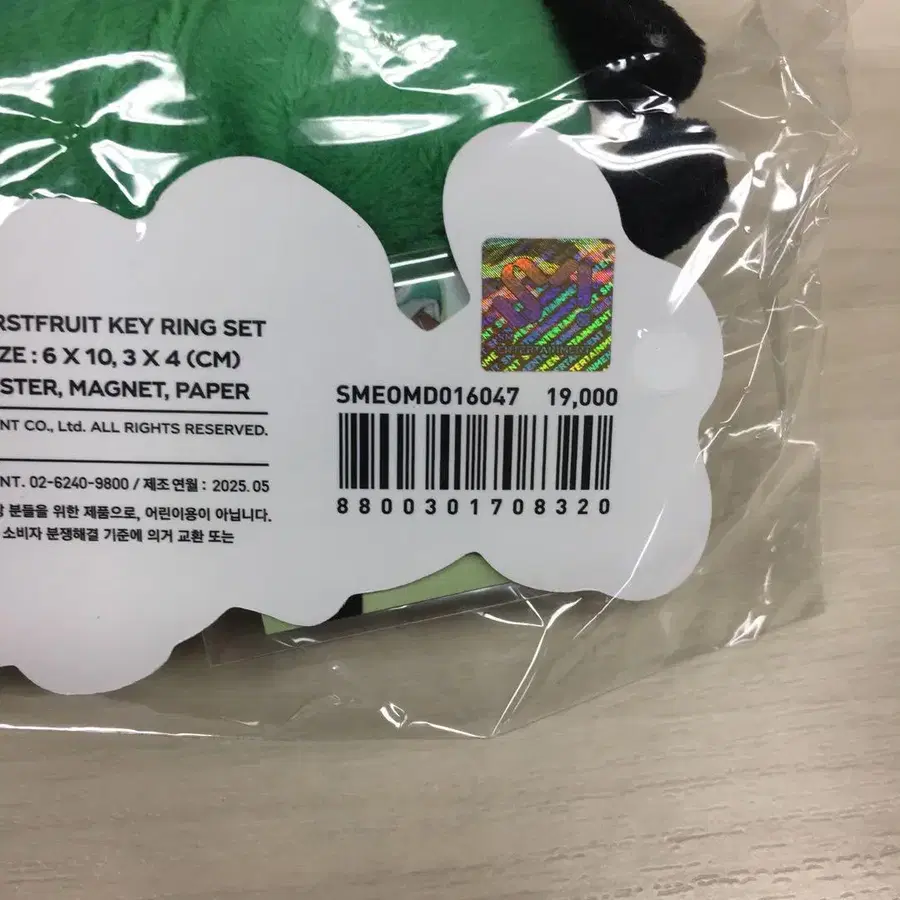 RSTFRUIT KEY RING SET
ZE : 6 X 10, 3 X 4 (CM)
STER, MAGNET, PAPER
NT CO., Ltd. ALL RIGHTS RESERVED.
NT. 02-6240-9800 / 제조연월 : 2025.05
분들을 위한 제품으로, 어린이용이 아닙니다.
소비자 분쟁해결 기준에 의거 교환 또는
SM ENTERTAINMENT
SMEOMD016047 19,000
8800301708320